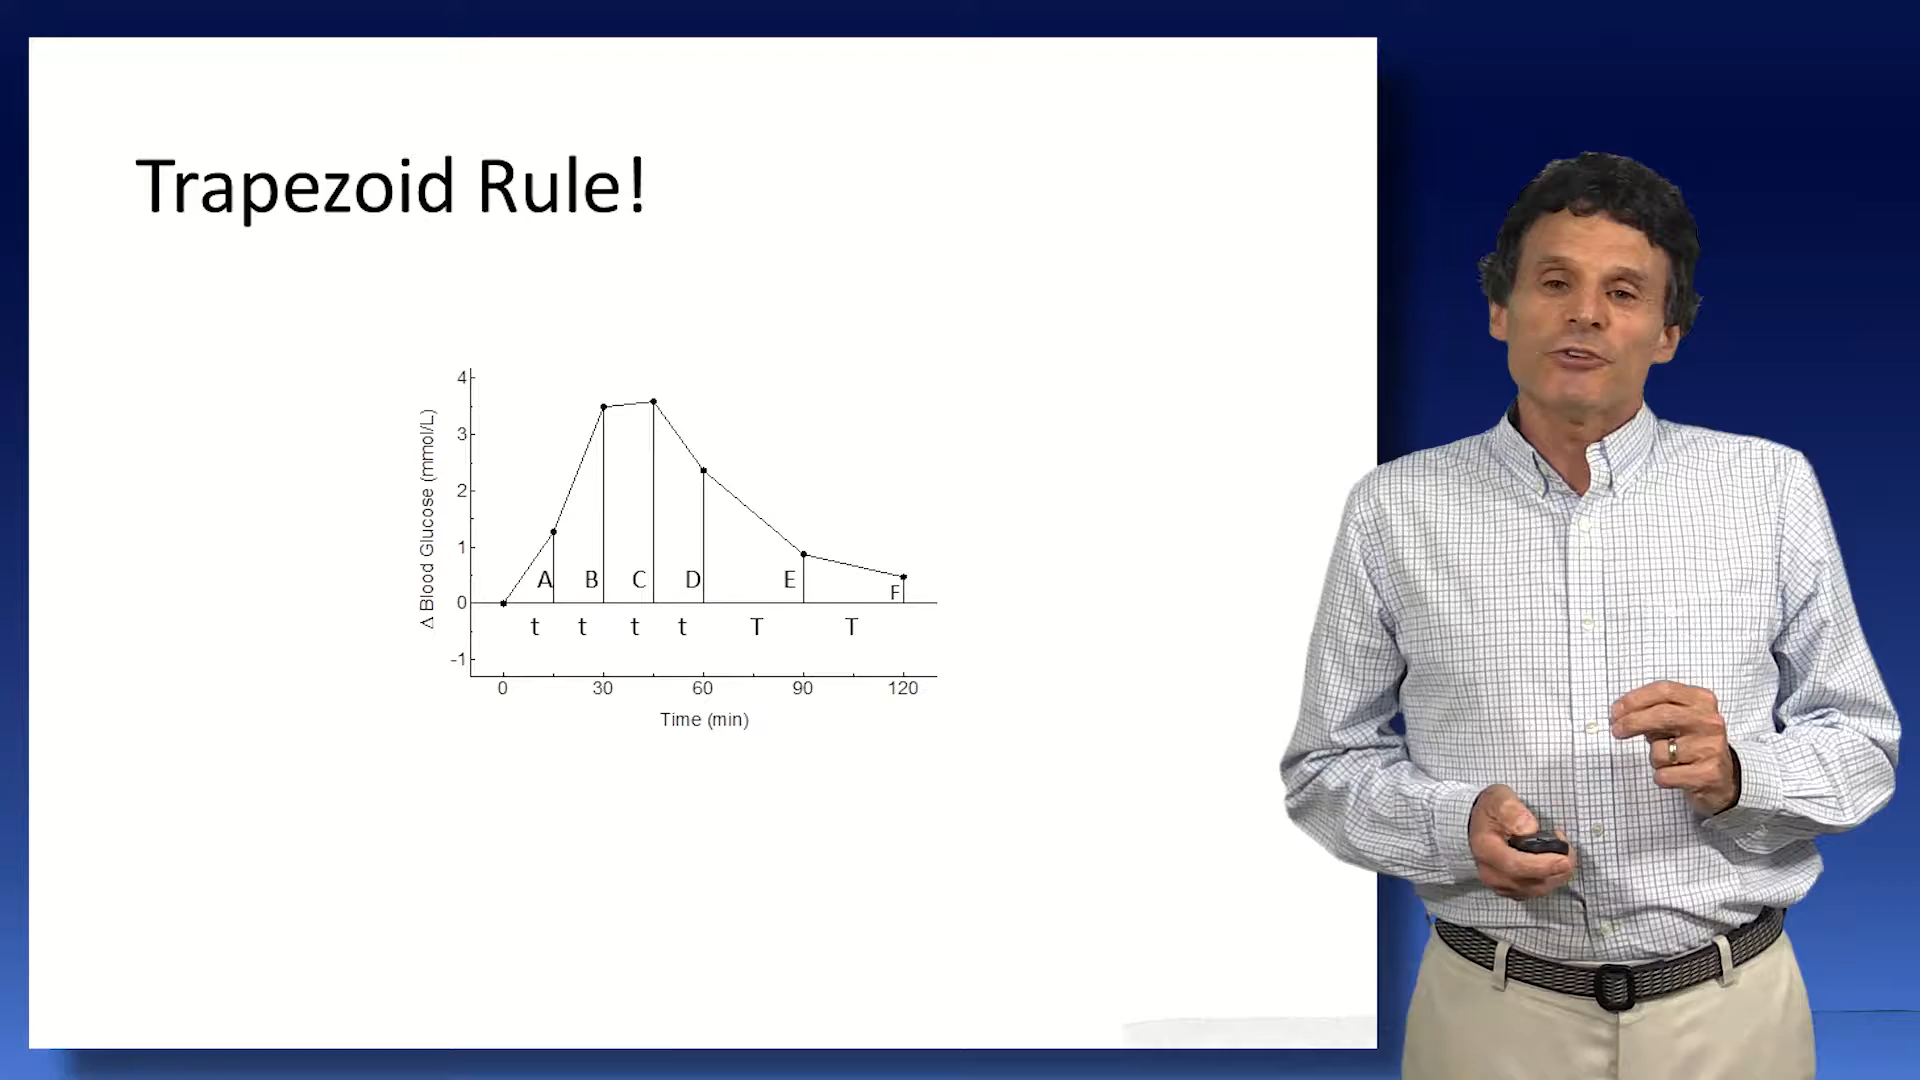 Trapezoid Rule!
4
3
2
1
0
-1
Δ Blood Glucose (mmol/L)
A B C D E F
t t t t T T
0 30 60 90 120
Time (min)